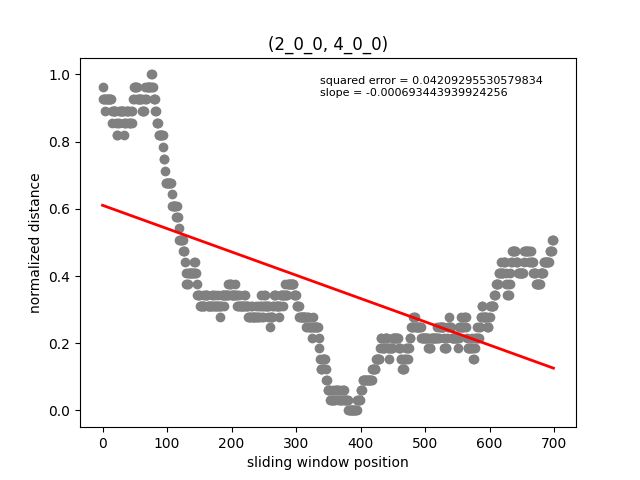 (2_0_0, 4_0_0)
squared error = 0.04209295530579834
slope = -0.000693443939924256
1.0
0.8
0.6
0.4
0.2
0.0
normalized distance
0 100 200 300 400 500 600 700
sliding window position